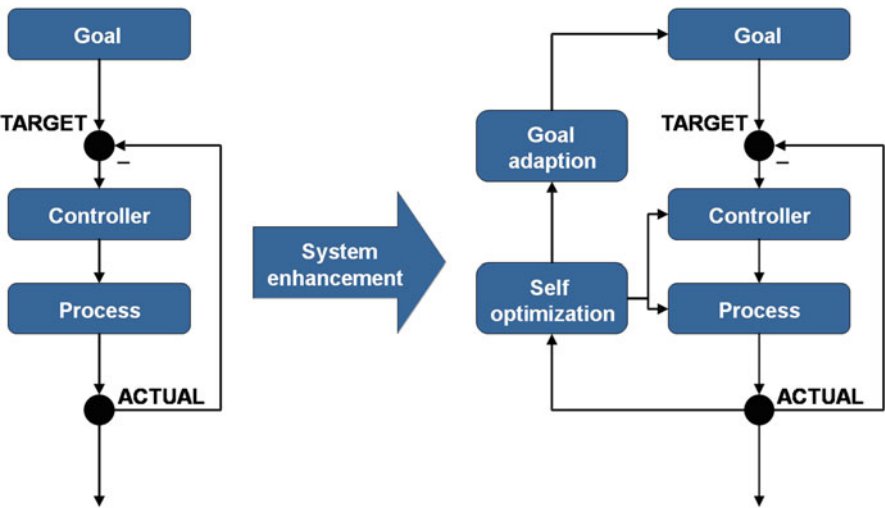 Goal
TARGET
–
Controller
Process
ACTUAL
System
enhancement
Goal
Goal
adaption
TARGET
–
Controller
Self
optimization
Process
ACTUAL